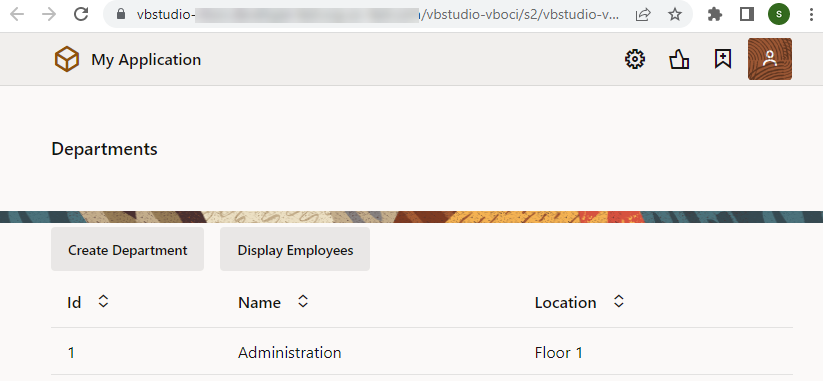 vbstudio-
/vbstudio-vboci/s2/vbstudio-v...
S
My Application
Departments
Create Department Display Employees
Id Name Location
1 Administration Floor 1